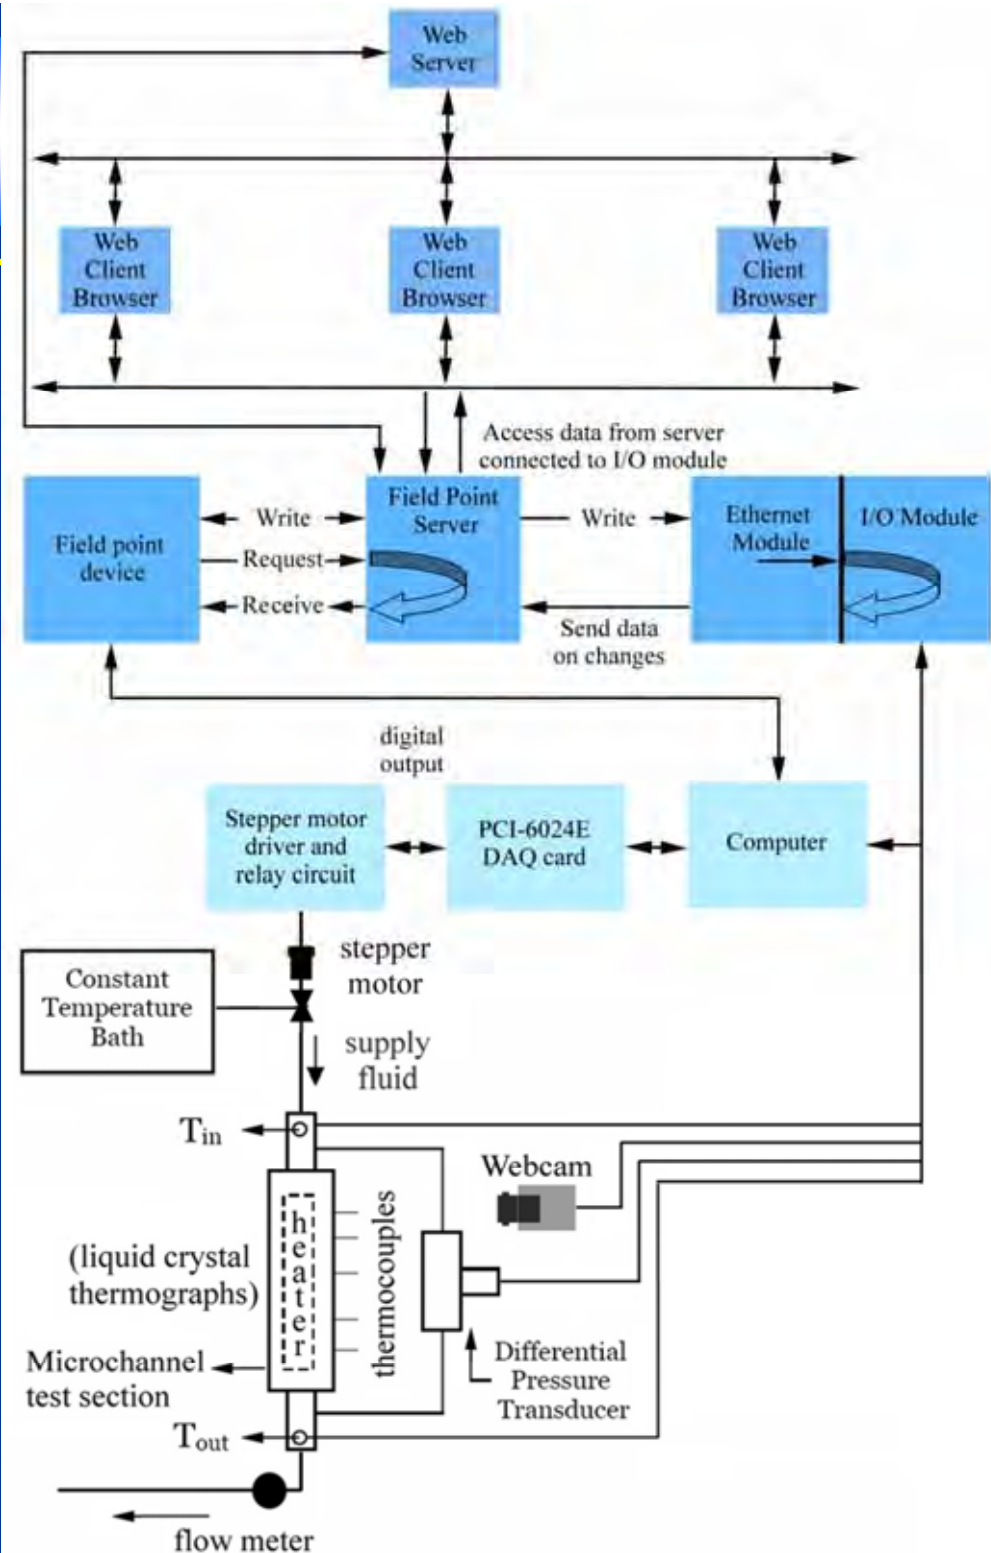 Web
Server
Web
Client
Browser
Web
Client
Browser
Web
Client
Browser
Access data from server
connected to I/O module
Field point
device
Write
Request
Receive
Field Point
Server
Write
Send data
on changes
Ethernet
Module
I/O Module
digital
output
Stepper motor
driver and
relay circuit
PCI-6024E
DAQ card
Computer
stepper
motor
Constant
Temperature
Bath
supply
fluid
Tin
Webcam
heater
thermocouples
(liquid crystal
thermographs)
Microchannel
test section
Differential
Pressure
Transducer
Tout
flow meter